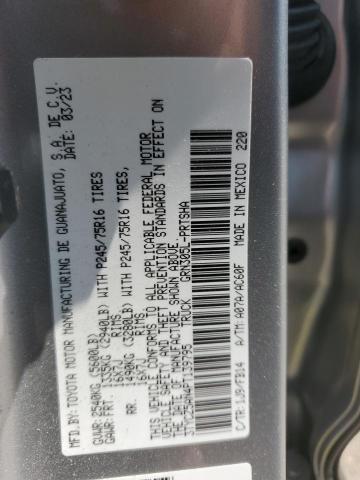 MFD. BY: TOYOTA MOTOR MANUFACTURING DE GUANAJUATO, S.A. DE C.V.
DATE: 03/23
GVWR: 2540KG (5600LB)
GAWR: FRT. 1335KG (2940LB) WITH P245/75R16 TIRES
16X7J RIMS
RR. 1490KG (3280LB) WITH P245/75R16 TIRES,
16X7J
THIS VEHICLE CONFORMS TO ALL APPLICABLE FEDERAL MOTOR
VEHICLE SAFETY AND THEFT PREVENTION STANDARDS IN EFFECT ON
THE DATE OF MANUFACTURE SHOWN ABOVE.
TRUCK GRN305L-PRTSHA
C/TR: 1J9/FB14 A/TM: A07A/AC60F MADE IN MEXICO 220